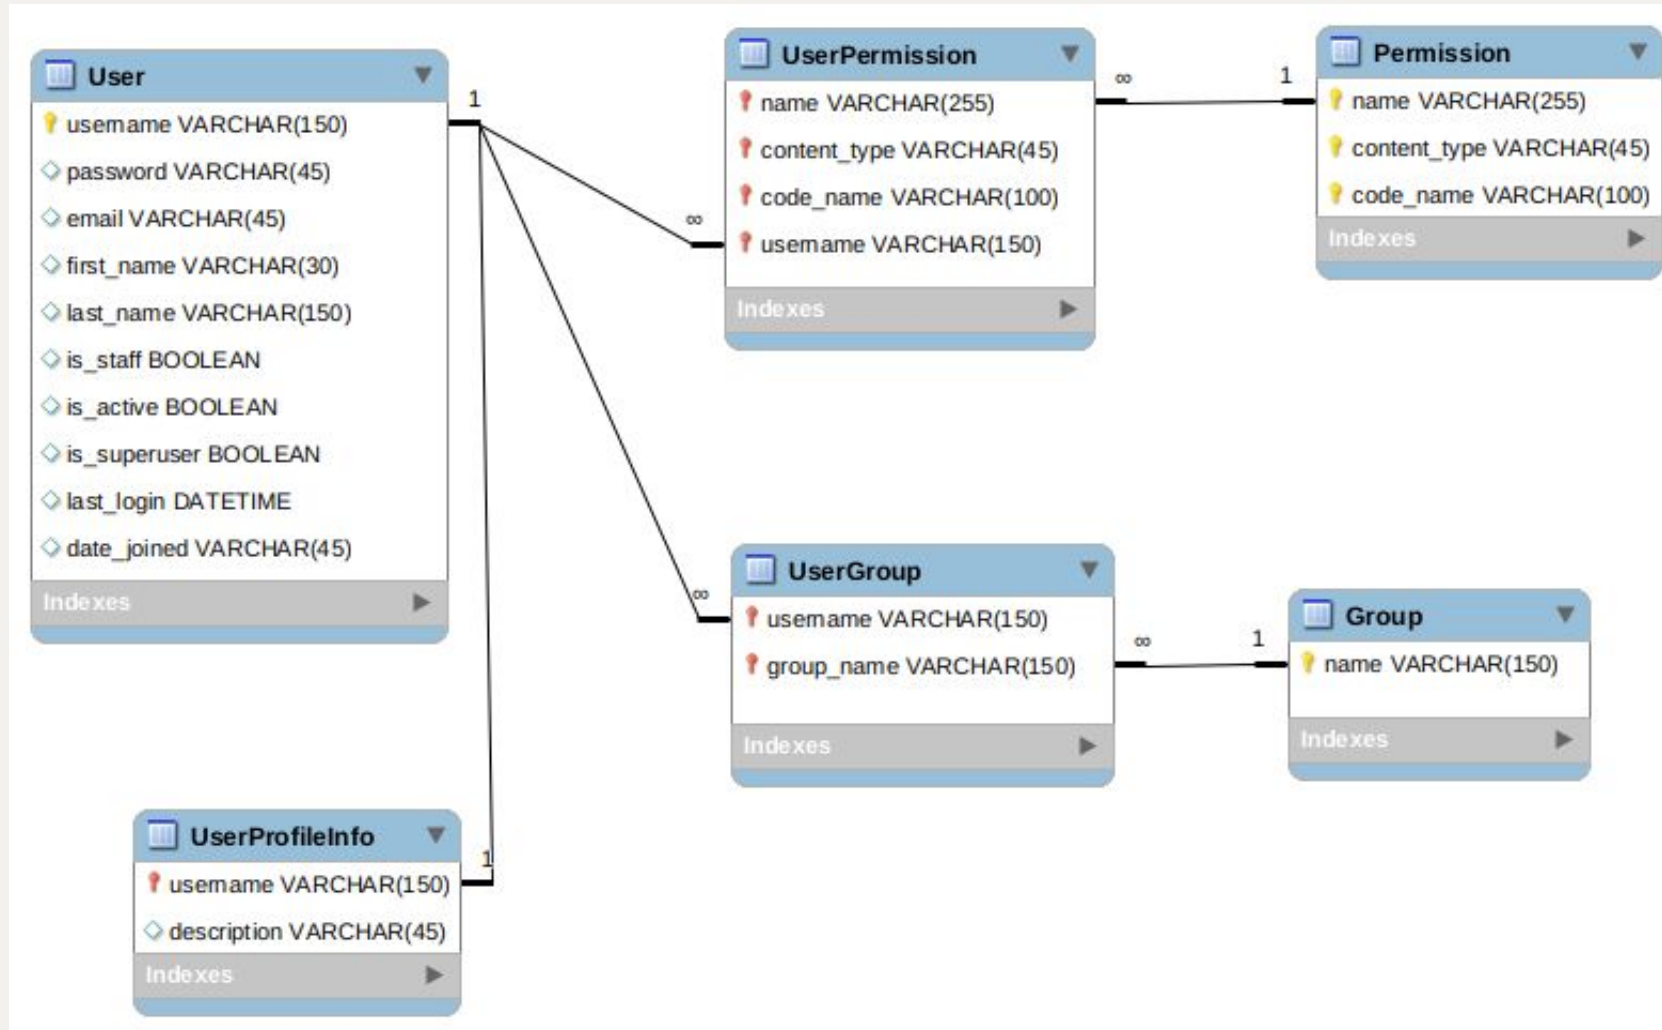 User
username VARCHAR(150)
password VARCHAR(45)
email VARCHAR(45)
first_name VARCHAR(30)
last_name VARCHAR(150)
is_staff BOOLEAN
is_active BOOLEAN
is_superuser BOOLEAN
last_login DATETIME
date_joined VARCHAR(45)
Indexes
1
∞
∞
1
UserPermission
name VARCHAR(255)
content_type VARCHAR(45)
code_name VARCHAR(100)
username VARCHAR(150)
Indexes
∞
1
Permission
name VARCHAR(255)
content_type VARCHAR(45)
code_name VARCHAR(100)
Indexes
UserGroup
username VARCHAR(150)
group_name VARCHAR(150)
Indexes
∞
1
Group
name VARCHAR(150)
Indexes
UserProfileInfo
username VARCHAR(150)
description VARCHAR(45)
Indexes